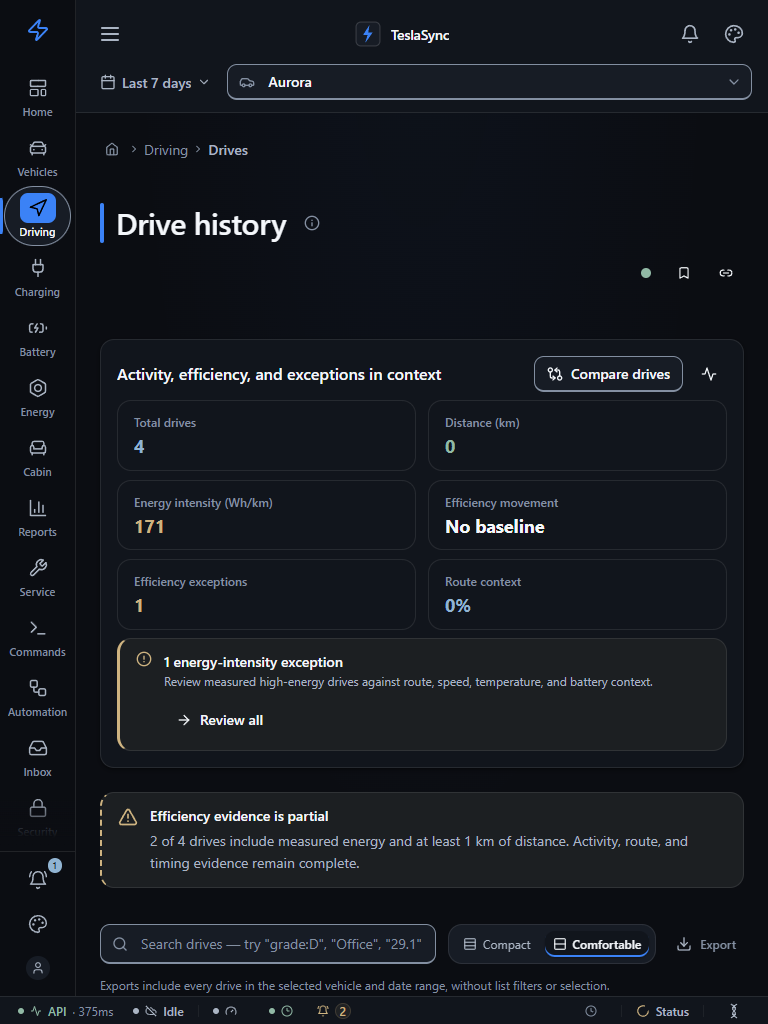 TeslaSync
Last 7 days
Aurora
Home
Vehicles
Driving
Charging
Battery
Energy
Cabin
Reports
Service
Commands
Automation
Inbox
Security
1
Driving
Drives
Drive history
Activity, efficiency, and exceptions in context
Compare drives
Total drives
4
Distance (km)
0
Energy intensity (Wh/km)
171
Efficiency movement
No baseline
Efficiency exceptions
1
Route context
0%
1 energy-intensity exception
Review measured high-energy drives against route, speed, temperature, and battery context.
Review all
Efficiency evidence is partial
2 of 4 drives include measured energy and at least 1 km of distance. Activity, route, and
timing evidence remain complete.
Search drives — try "grade:D", "Office", "29.1"
Compact
Comfortable
Export
Exports include every drive in the selected vehicle and date range, without list filters or selection.
API · 375ms
Idle
2
Status